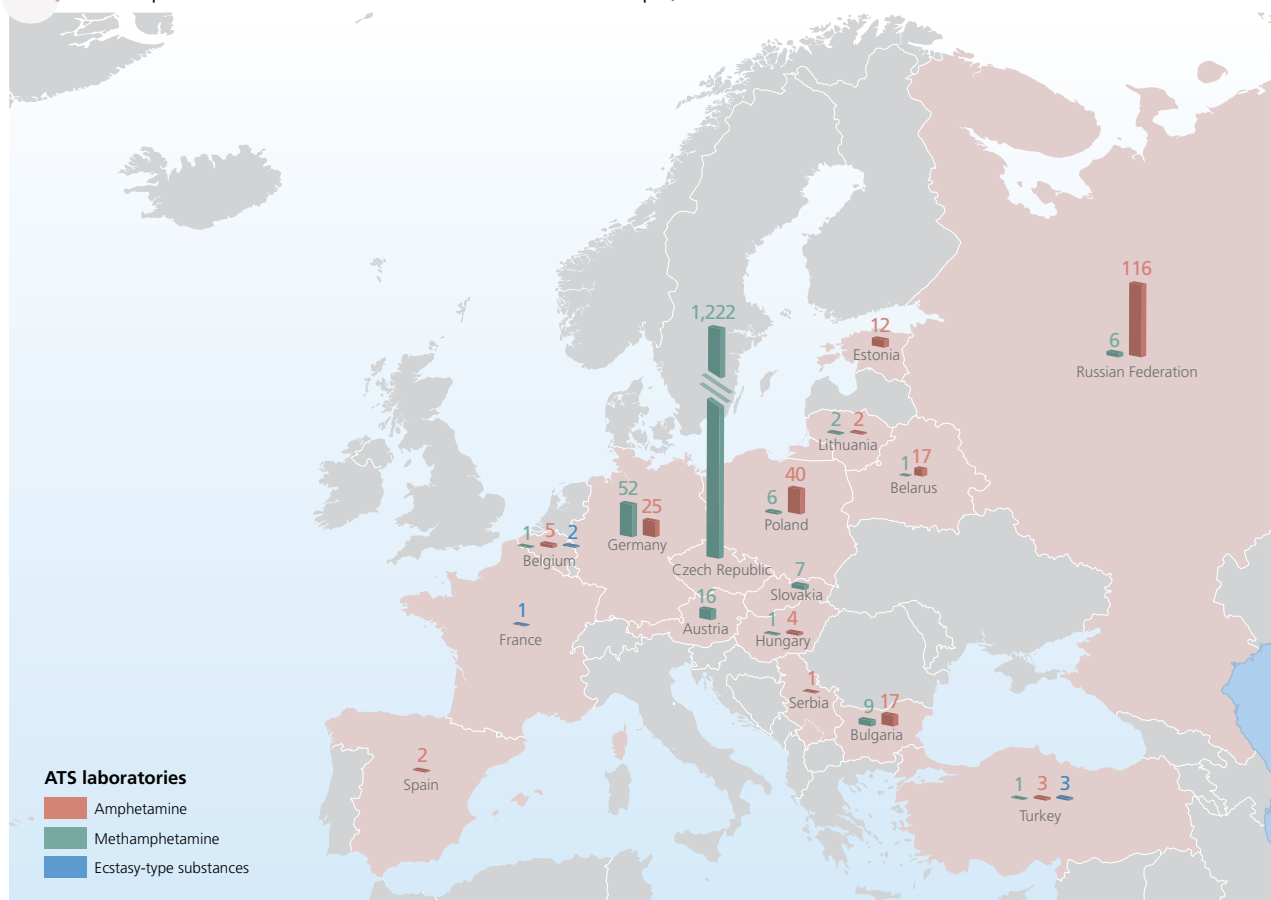 1,222
116
6
Russian Federation
12
Estonia
2 2
Lithuania
1 17
Belarus
6 40
Poland
52 25
Germany
1 5 2
Belgium
Czech Republic
7
Slovakia
16
Austria
1 4
Hungary
1
France
1
Serbia
9 17
Bulgaria
2
Spain
1 3 3
Turkey
ATS laboratories
Amphetamine
Methamphetamine
Ecstasy-type substances